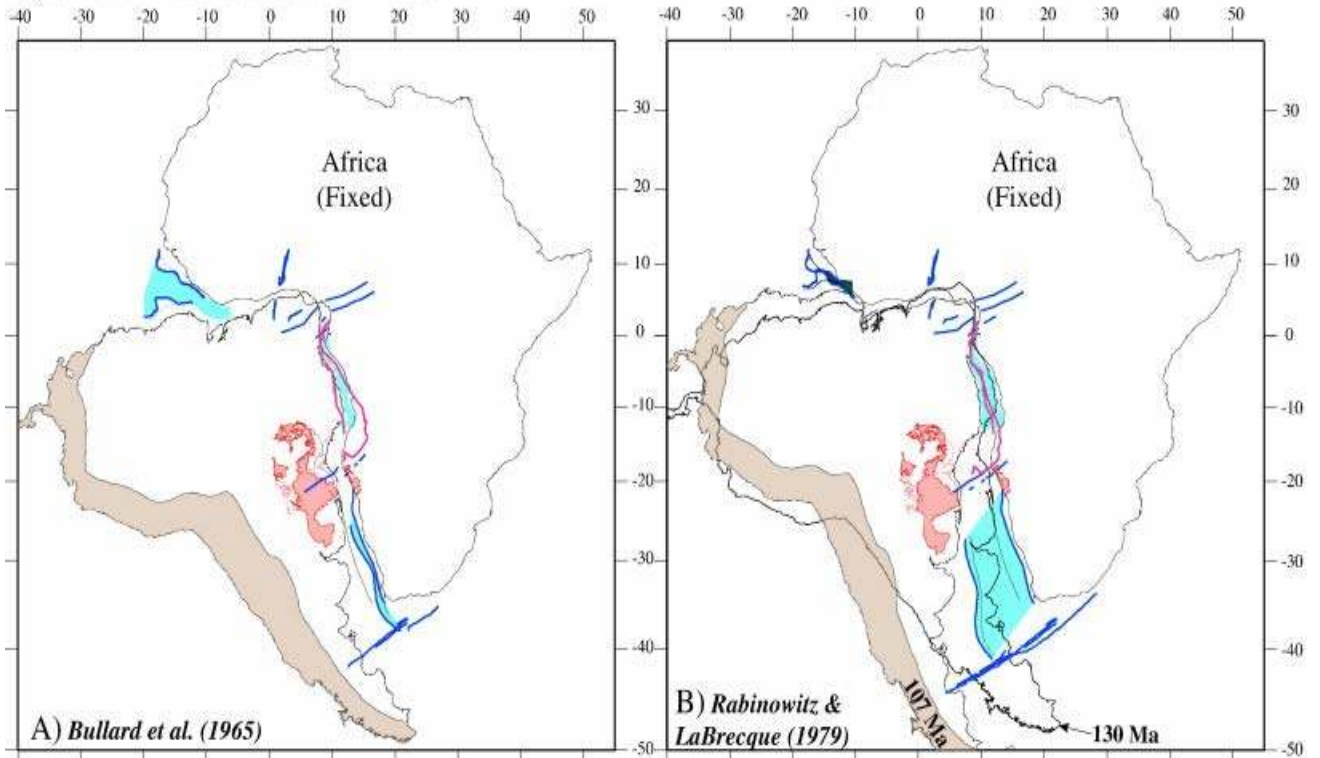 -40 -30 -20 -10 0 10 20 30 40 50
-40 -30 -20 -10 0 10 20 30 40 50
30
20
10
0
-10
-20
-30
-40
-50
30
20
10
0
-10
-20
-30
-40
-50
Africa
(Fixed)
Africa
(Fixed)
A) Bullard et al. (1965)
107 Ma
B) Rabinowitz &
LaBrecque (1979)
130 Ma